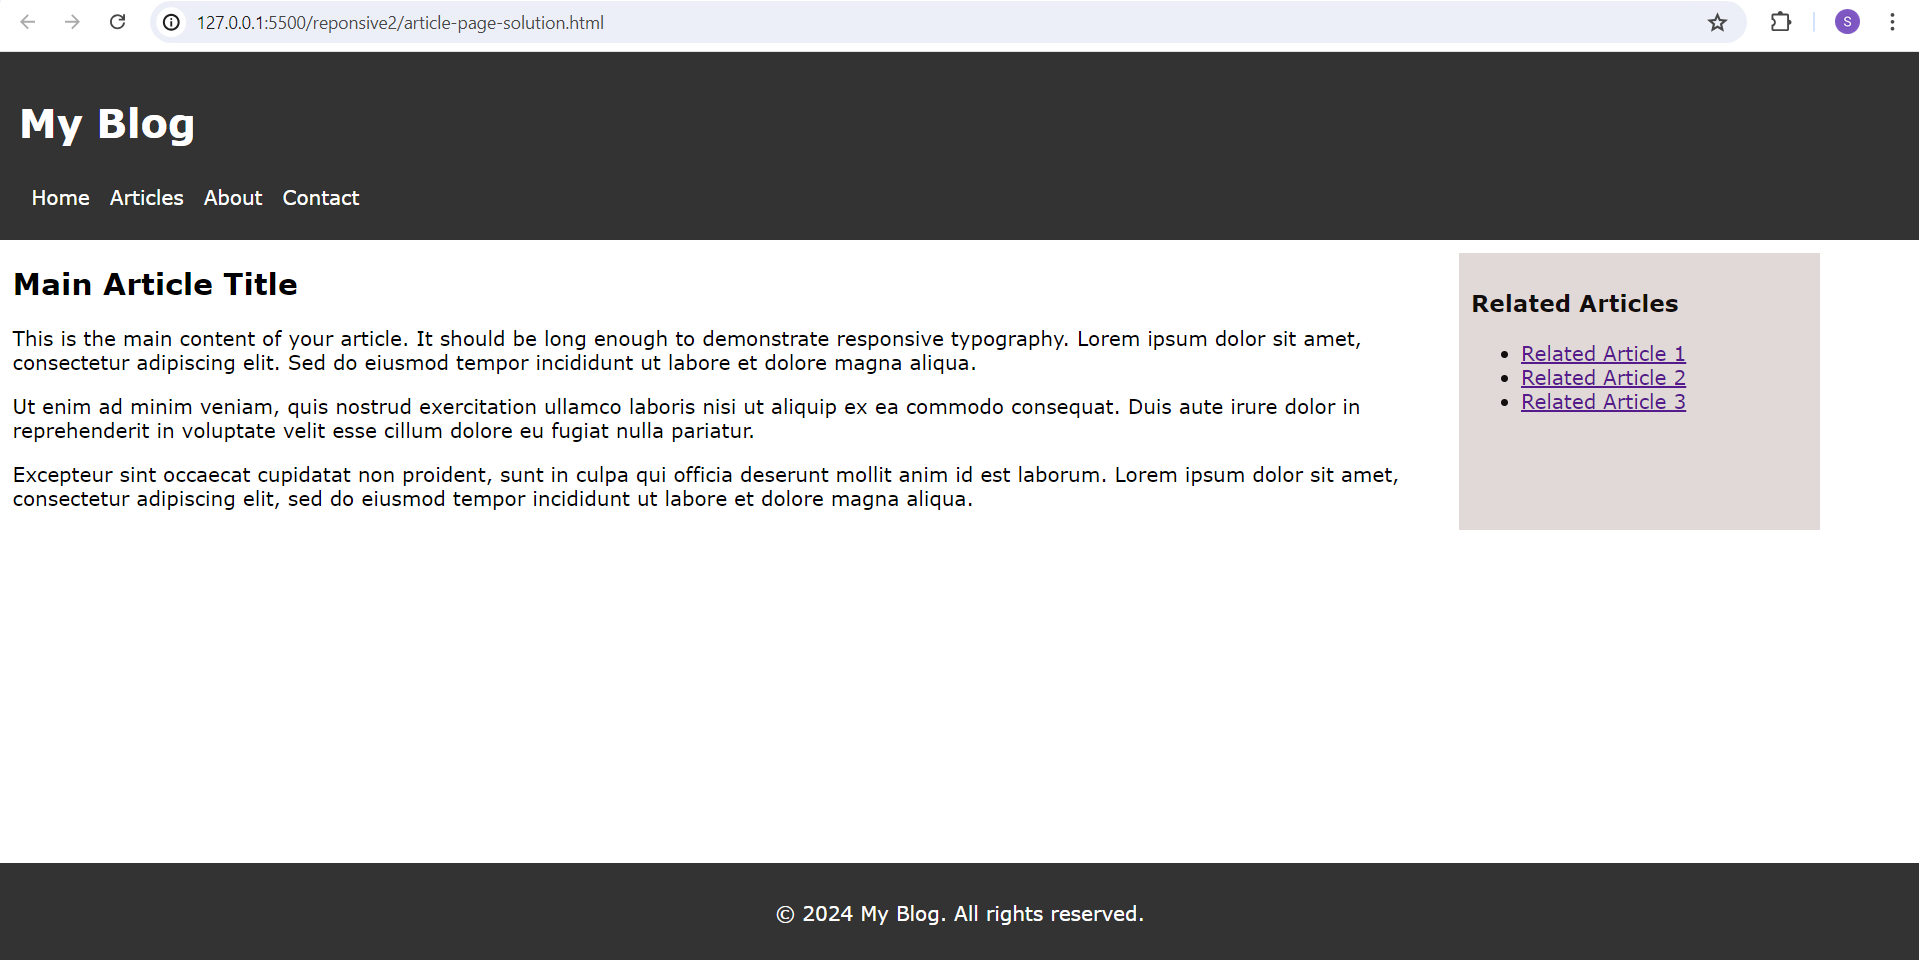 127.0.0.1:5500/reponsive2/article-page-solution.html
S
My Blog
Home Articles About Contact
Main Article Title
This is the main content of your article. It should be long enough to demonstrate responsive typography. Lorem ipsum dolor sit amet,
consectetur adipiscing elit. Sed do eiusmod tempor incididunt ut labore et dolore magna aliqua.
Ut enim ad minim veniam, quis nostrud exercitation ullamco laboris nisi ut aliquip ex ea commodo consequat. Duis aute irure dolor in
reprehenderit in voluptate velit esse cillum dolore eu fugiat nulla pariatur.
Excepteur sint occaecat cupidatat non proident, sunt in culpa qui officia deserunt mollit anim id est laborum. Lorem ipsum dolor sit amet,
consectetur adipiscing elit, sed do eiusmod tempor incididunt ut labore et dolore magna aliqua.
Related Articles
• Related Article 1
• Related Article 2
• Related Article 3
© 2024 My Blog. All rights reserved.